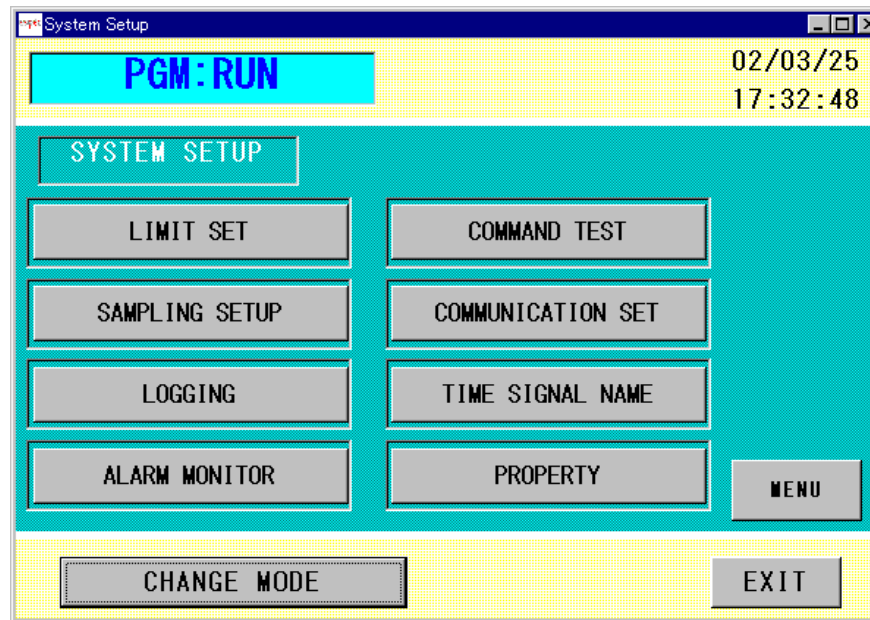 espec System Setup
PGM:RUN
02/03/25
17:32:48
SYSTEM SETUP
LIMIT SET
COMMAND TEST
SAMPLING SETUP
COMMUNICATION SET
LOGGING
TIME SIGNAL NAME
ALARM MONITOR
PROPERTY
MENU
CHANGE MODE
EXIT